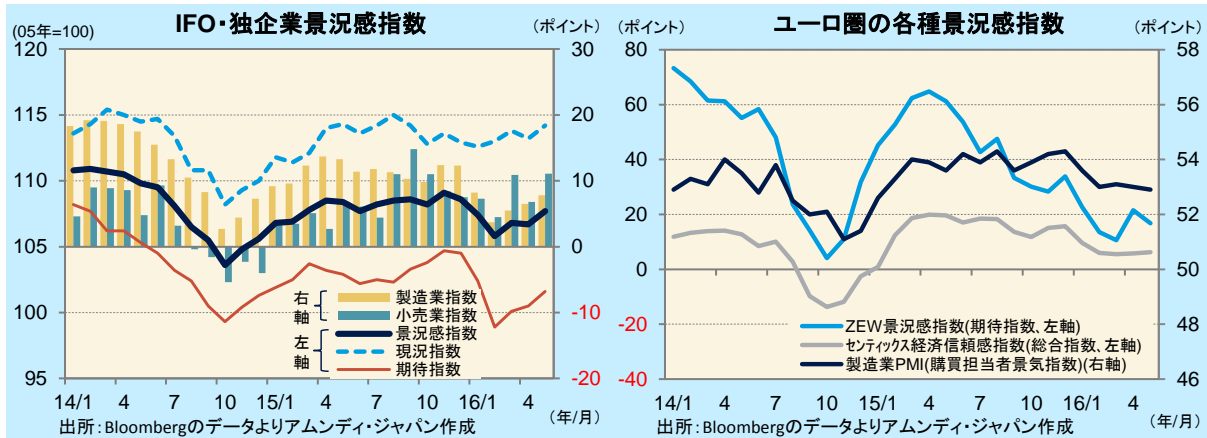 IFO・独企業景況感指数
(05年=100)
(ポイント)
120
115
110
105
100
95
30
20
10
0
-10
-20
右軸
製造業指数
小売業指数
左軸
景況感指数
現況指数
期待指数
14/1 4 7 10 15/1 4 7 10 16/1 4
(年/月)
出所:Bloombergのデータよりアムンディ・ジャパン作成
ユーロ圏の各種景況感指数
(ポイント)
(ポイント)
80
60
40
20
0
-20
-40
58
56
54
52
50
48
46
ZEW景況感指数(期待指数、左軸)
センティックス経済信頼感指数(総合指数、左軸)
製造業PMI(購買担当者景気指数)(右軸)
14/1 4 7 10 15/1 4 7 10 16/1 4
(年/月)
出所:Bloombergのデータよりアムンディ・ジャパン作成